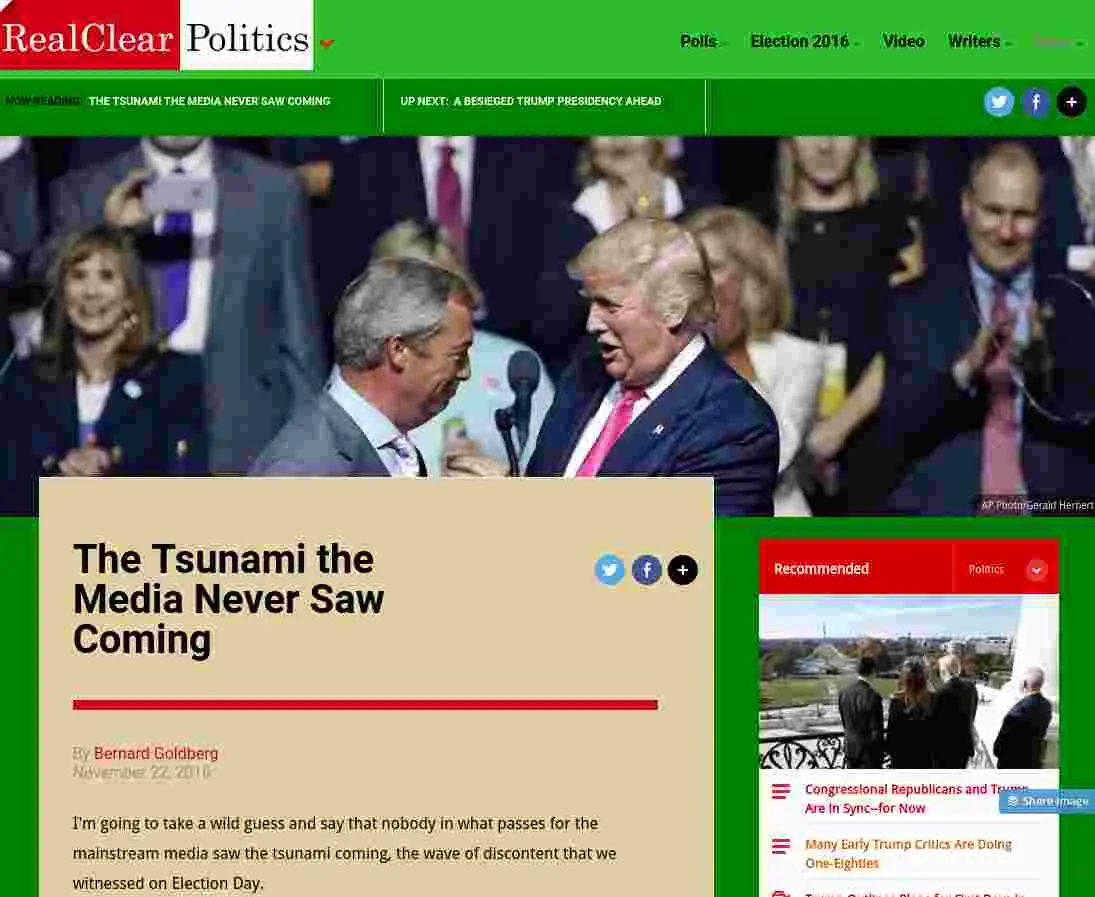 RealClear Politics
Polls Election 2016 Video Writers
NOW READING: THE TSUNAMI THE MEDIA NEVER SAW COMING
UP NEXT: A BESIEGED TRUMP PRESIDENCY AHEAD
AP Photo/Gerald Herbert
The Tsunami the
Media Never Saw
Coming
By Bernard Goldberg
November 22, 2016
I'm going to take a wild guess and say that nobody in what passes for the
mainstream media saw the tsunami coming, the wave of discontent that we
witnessed on Election Day.
Recommended
Politics
Congressional Republicans and Trump
Are In Sync--for Now
Share image
Many Early Trump Critics Are Doing
One-Eighties